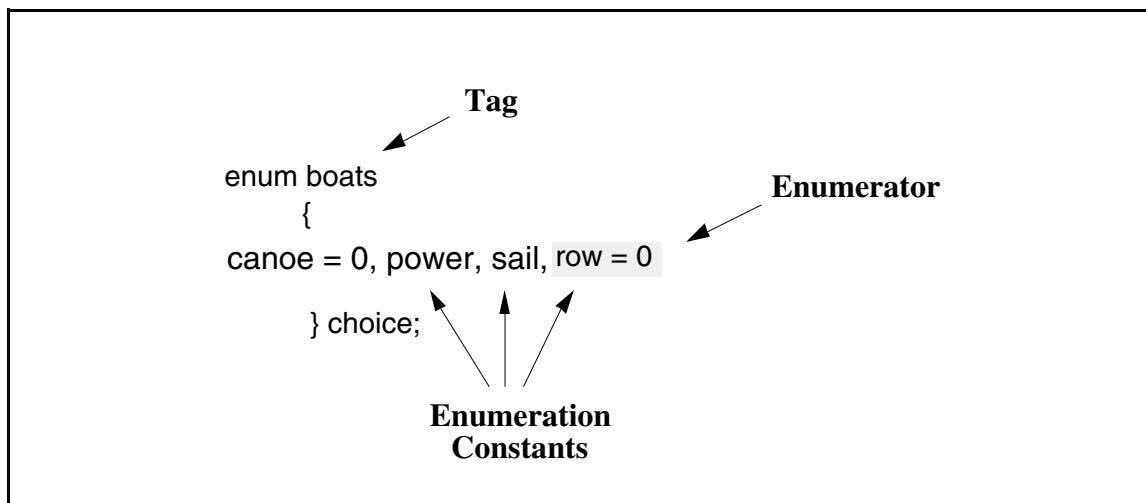 Tag
enum boats
Enumerator
{
canoe = 0, power, sail, row = 0
} choice;
Enumeration
Constants